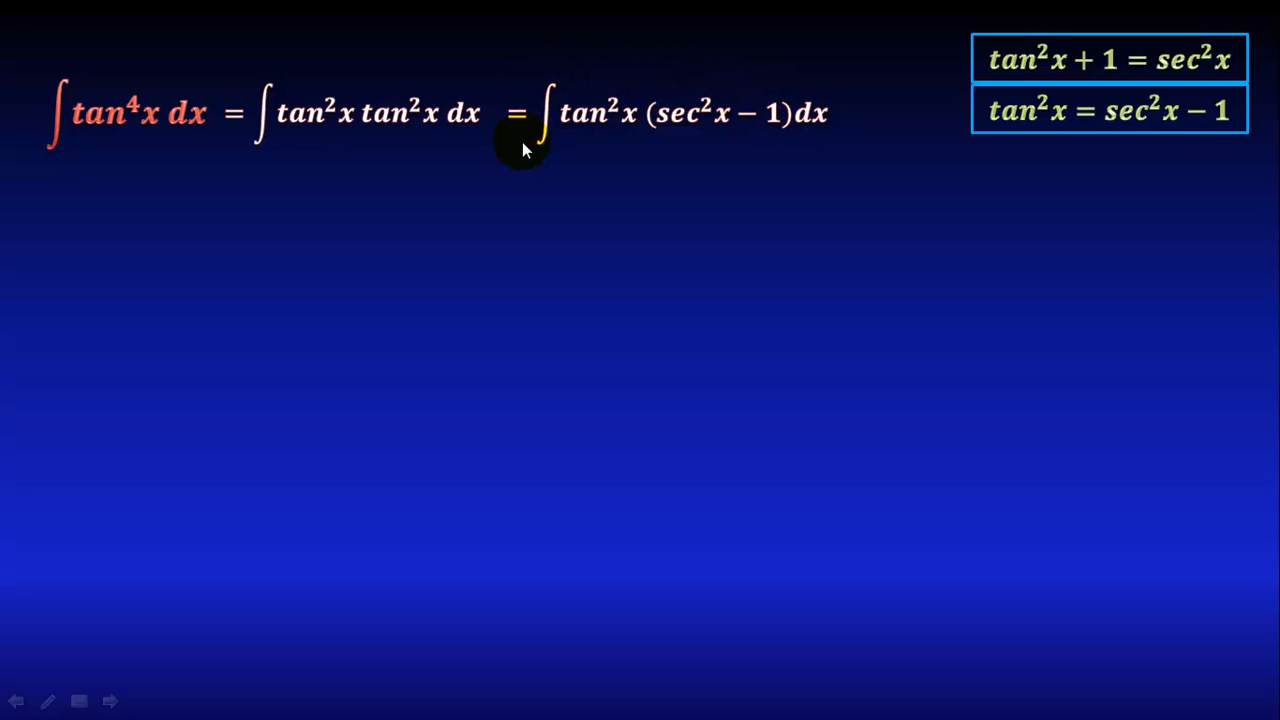 ∫ tan⁴x dx = ∫ tan²x tan²x dx = ∫ tan²x (sec²x − 1)dx
tan²x + 1 = sec²x
tan²x = sec²x − 1